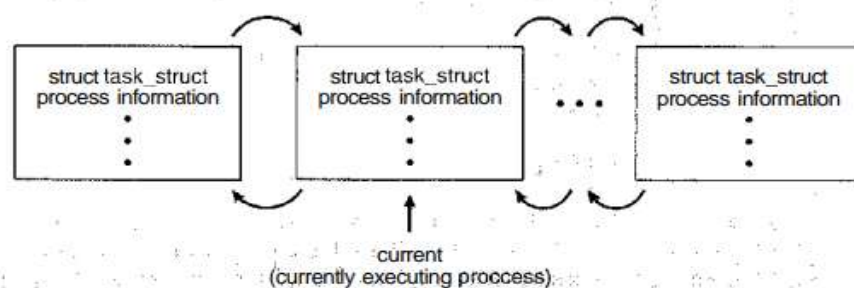 struct task_struct
process information
struct task_struct
process information
struct task_struct
process information
current
(currently executing proccess)